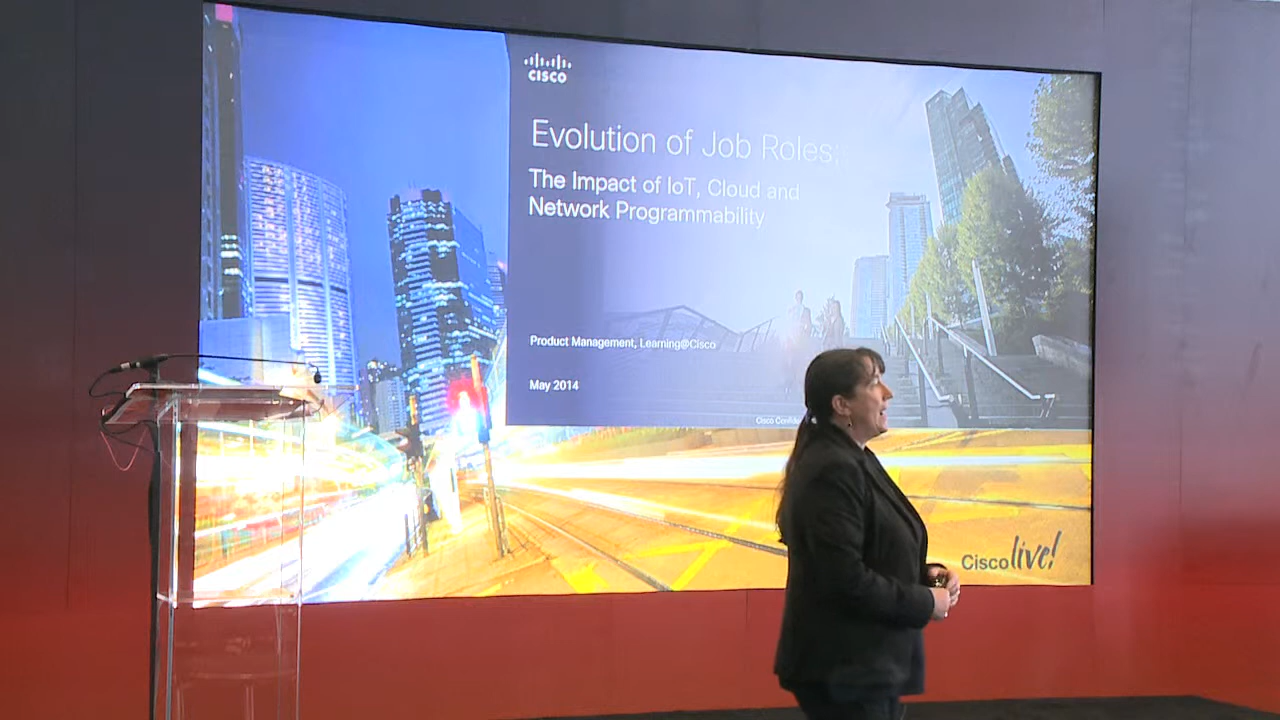 CISCO
Evolution of Job Roles:
The Impact of IoT, Cloud and
Network Programmability
Product Management, Learning@Cisco
May 2014
Cisco
Cisco live!